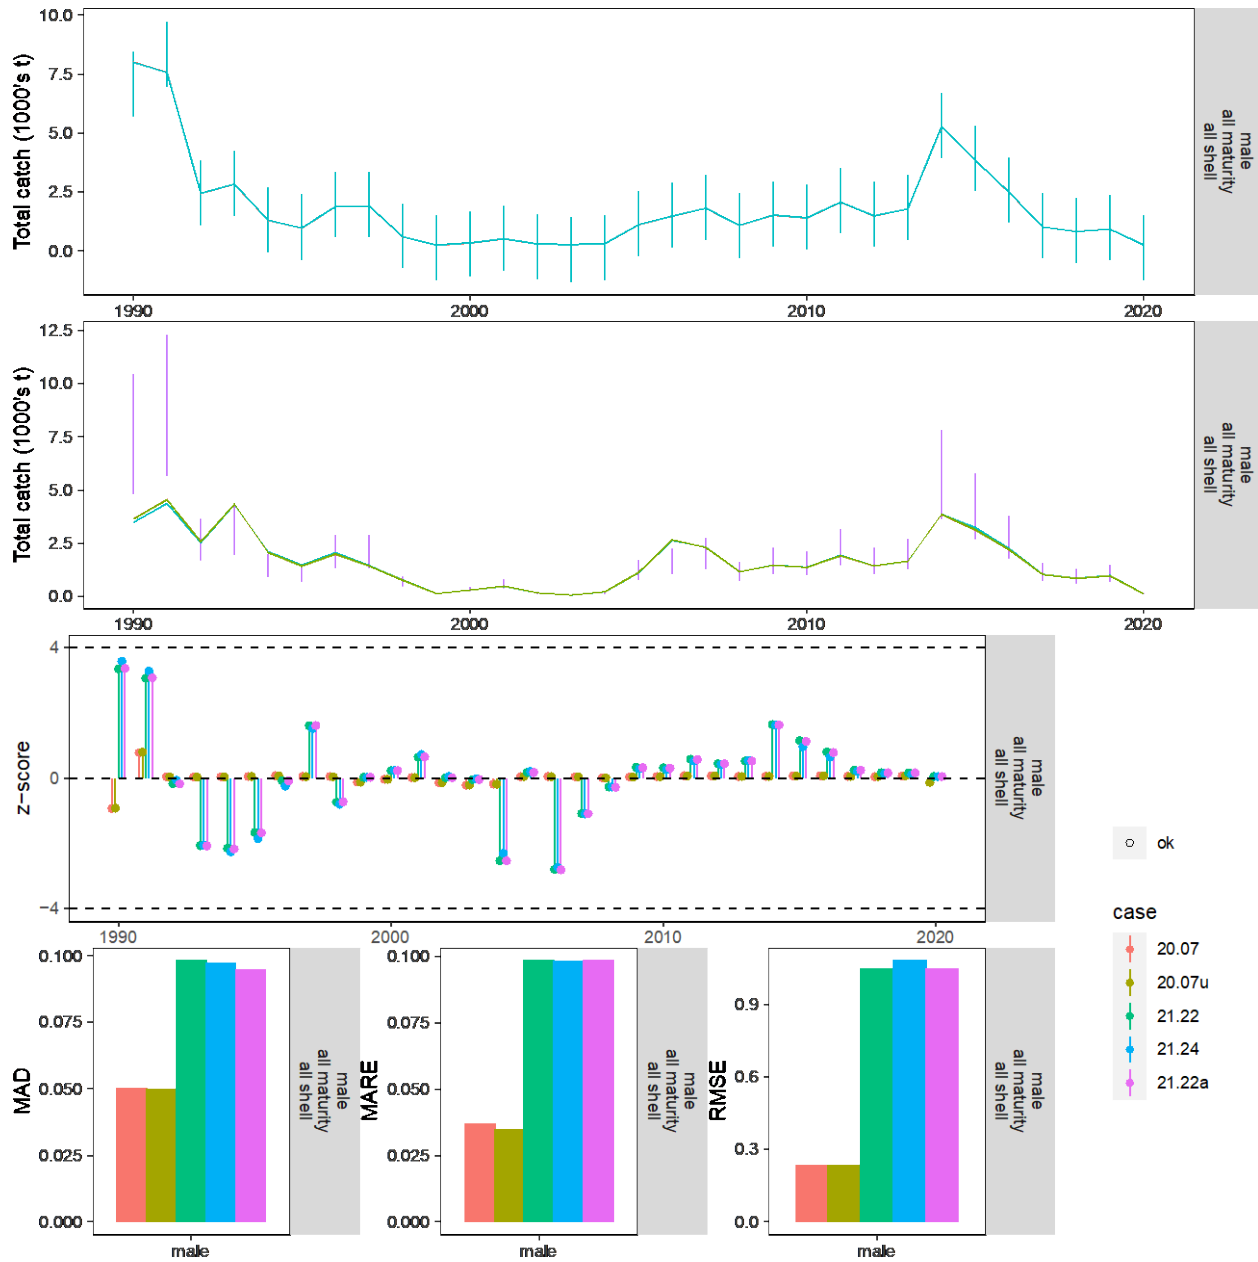 Total catch (1000's t)
10.0
7.5
5.0
2.5
0.0
1990
2000
2010
2020
male
all maturity
all shell
Total catch (1000's t)
12.5
10.0
7.5
5.0
2.5
0.0
1990
2000
2010
2020
male
all maturity
all shell
z-score
4
0
−4
1990
2000
2010
2020
male
all maturity
all shell
MAD
0.100
0.075
0.050
0.025
0.000
male
male
all maturity
all shell
MARE
0.100
0.075
0.050
0.025
0.000
male
male
all maturity
all shell
RMSE
0.9
0.6
0.3
0.0
male
male
all maturity
all shell
ok
case
20.07
20.07u
21.22
21.24
21.22a